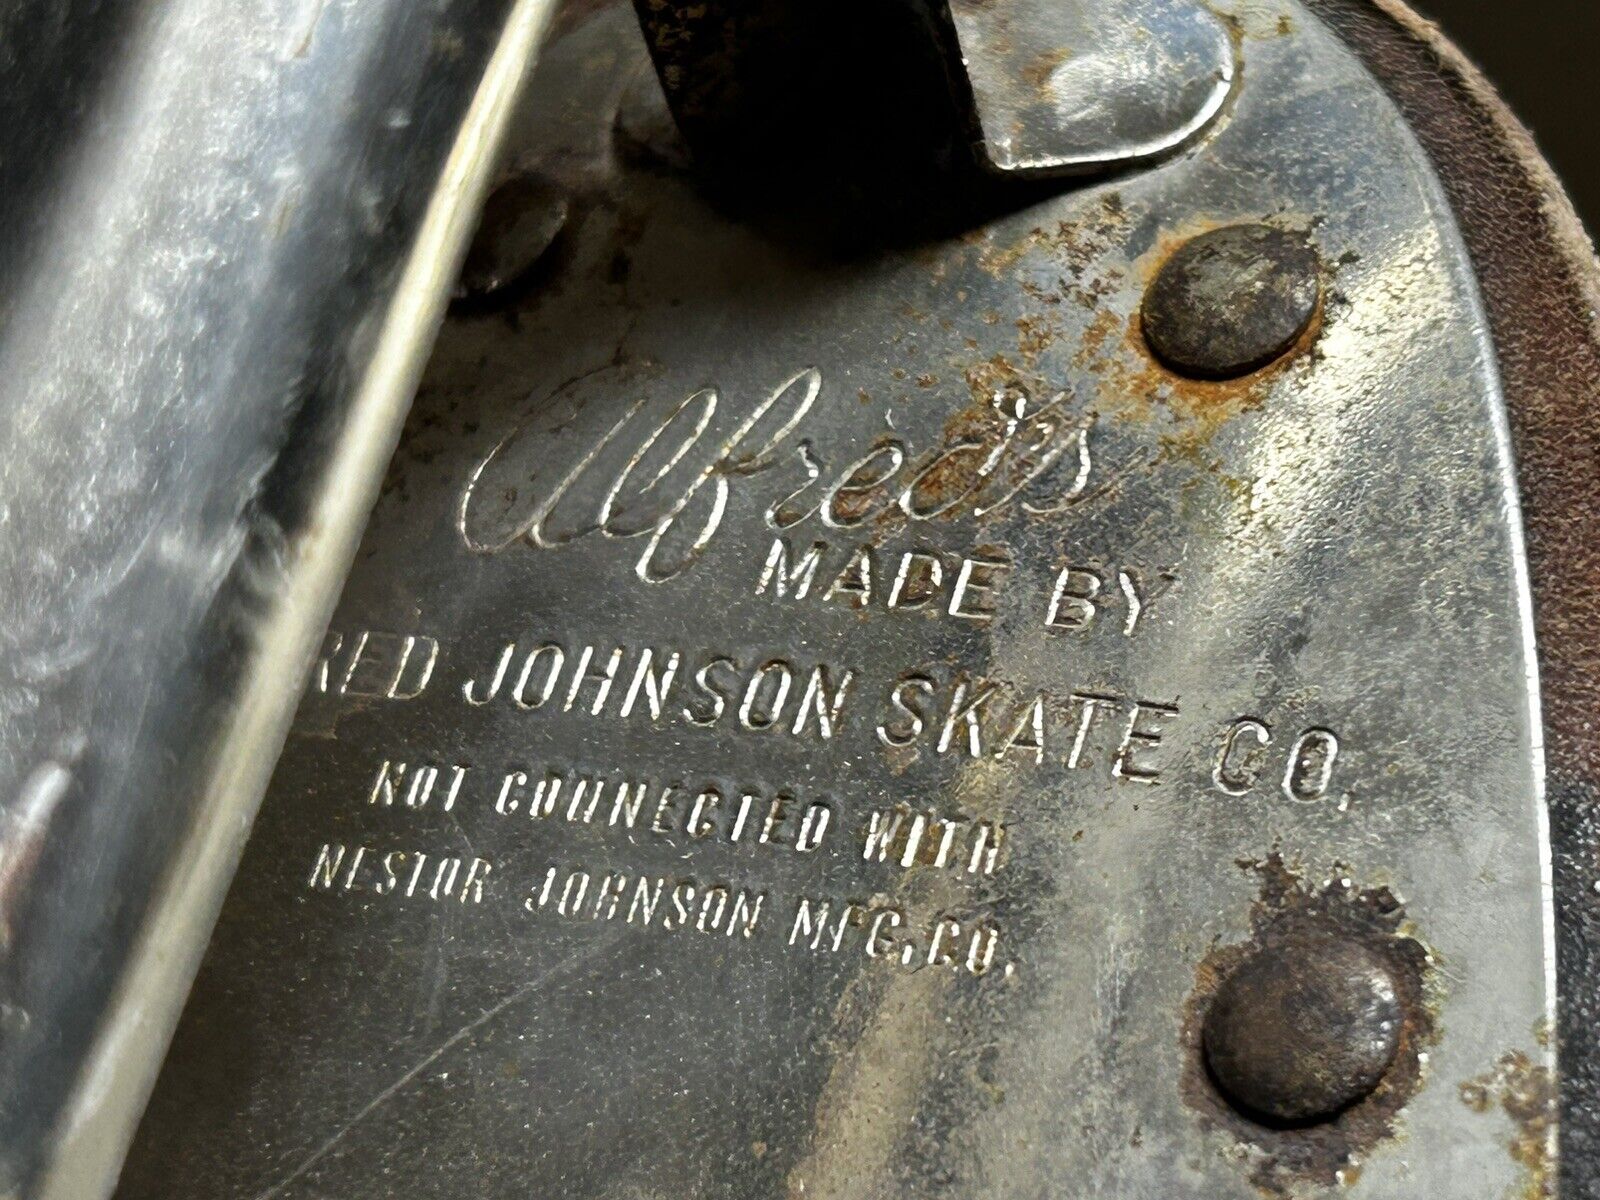 Alfred's
MADE BY
RED JOHNSON SKATE CO.
NOT CONNECTED WITH
NESTOR JOHNSON MFG, CO.